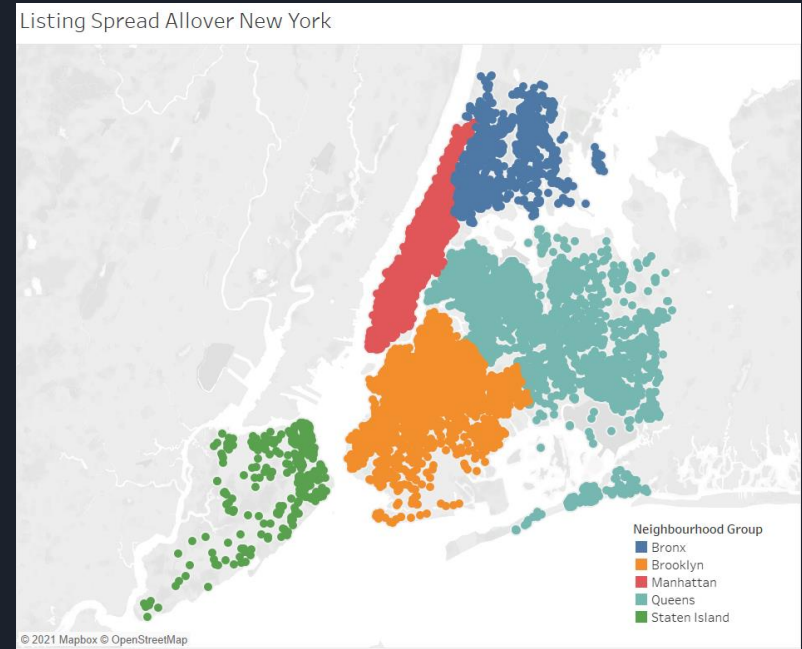 Listing Spread Allover New York
Neighbourhood Group
Bronx
Brooklyn
Manhattan
Queens
Staten Island
© 2021 Mapbox © OpenStreetMap